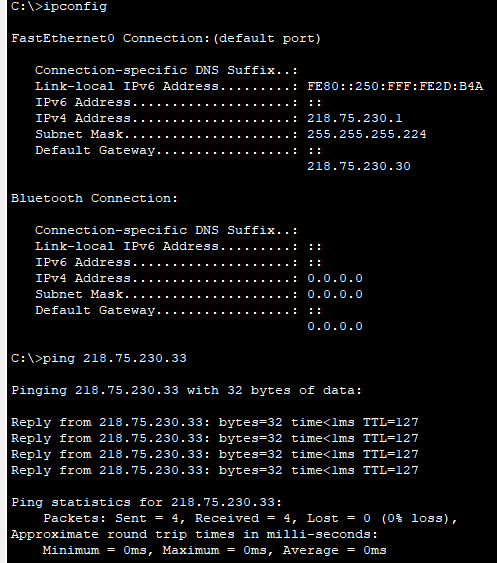 C:\>ipconfig
FastEthernet0 Connection:(default port)
Connection-specific DNS Suffix..:
Link-local IPv6 Address.........: FE80::250:FFF:FE2D:B4A
IPv6 Address....................: ::
IPv4 Address....................: 218.75.230.1
Subnet Mask.....................: 255.255.255.224
Default Gateway.................: ::
218.75.230.30
Bluetooth Connection:
Connection-specific DNS Suffix..:
Link-local IPv6 Address.........: ::
IPv6 Address....................: ::
IPv4 Address....................: 0.0.0.0
Subnet Mask.....................: 0.0.0.0
Default Gateway.................: ::
0.0.0.0
C:\>ping 218.75.230.33
Pinging 218.75.230.33 with 32 bytes of data:
Reply from 218.75.230.33: bytes=32 time<1ms TTL=127
Reply from 218.75.230.33: bytes=32 time<1ms TTL=127
Reply from 218.75.230.33: bytes=32 time<1ms TTL=127
Reply from 218.75.230.33: bytes=32 time<1ms TTL=127
Ping statistics for 218.75.230.33:
Packets: Sent = 4, Received = 4, Lost = 0 (0% loss),
Approximate round trip times in milli-seconds:
Minimum = 0ms, Maximum = 0ms, Average = 0ms